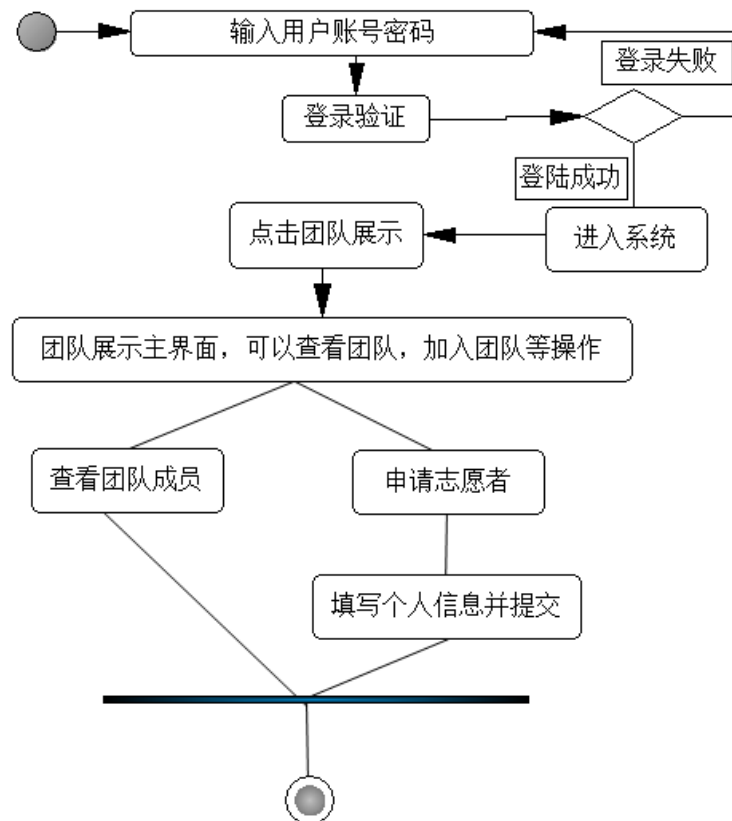 输入用户账号密码
登录失败
登录验证
登陆成功
点击团队展示
进入系统
团队展示主界面，可以查看团队，加入团队等操作
查看团队成员
申请志愿者
填写个人信息并提交